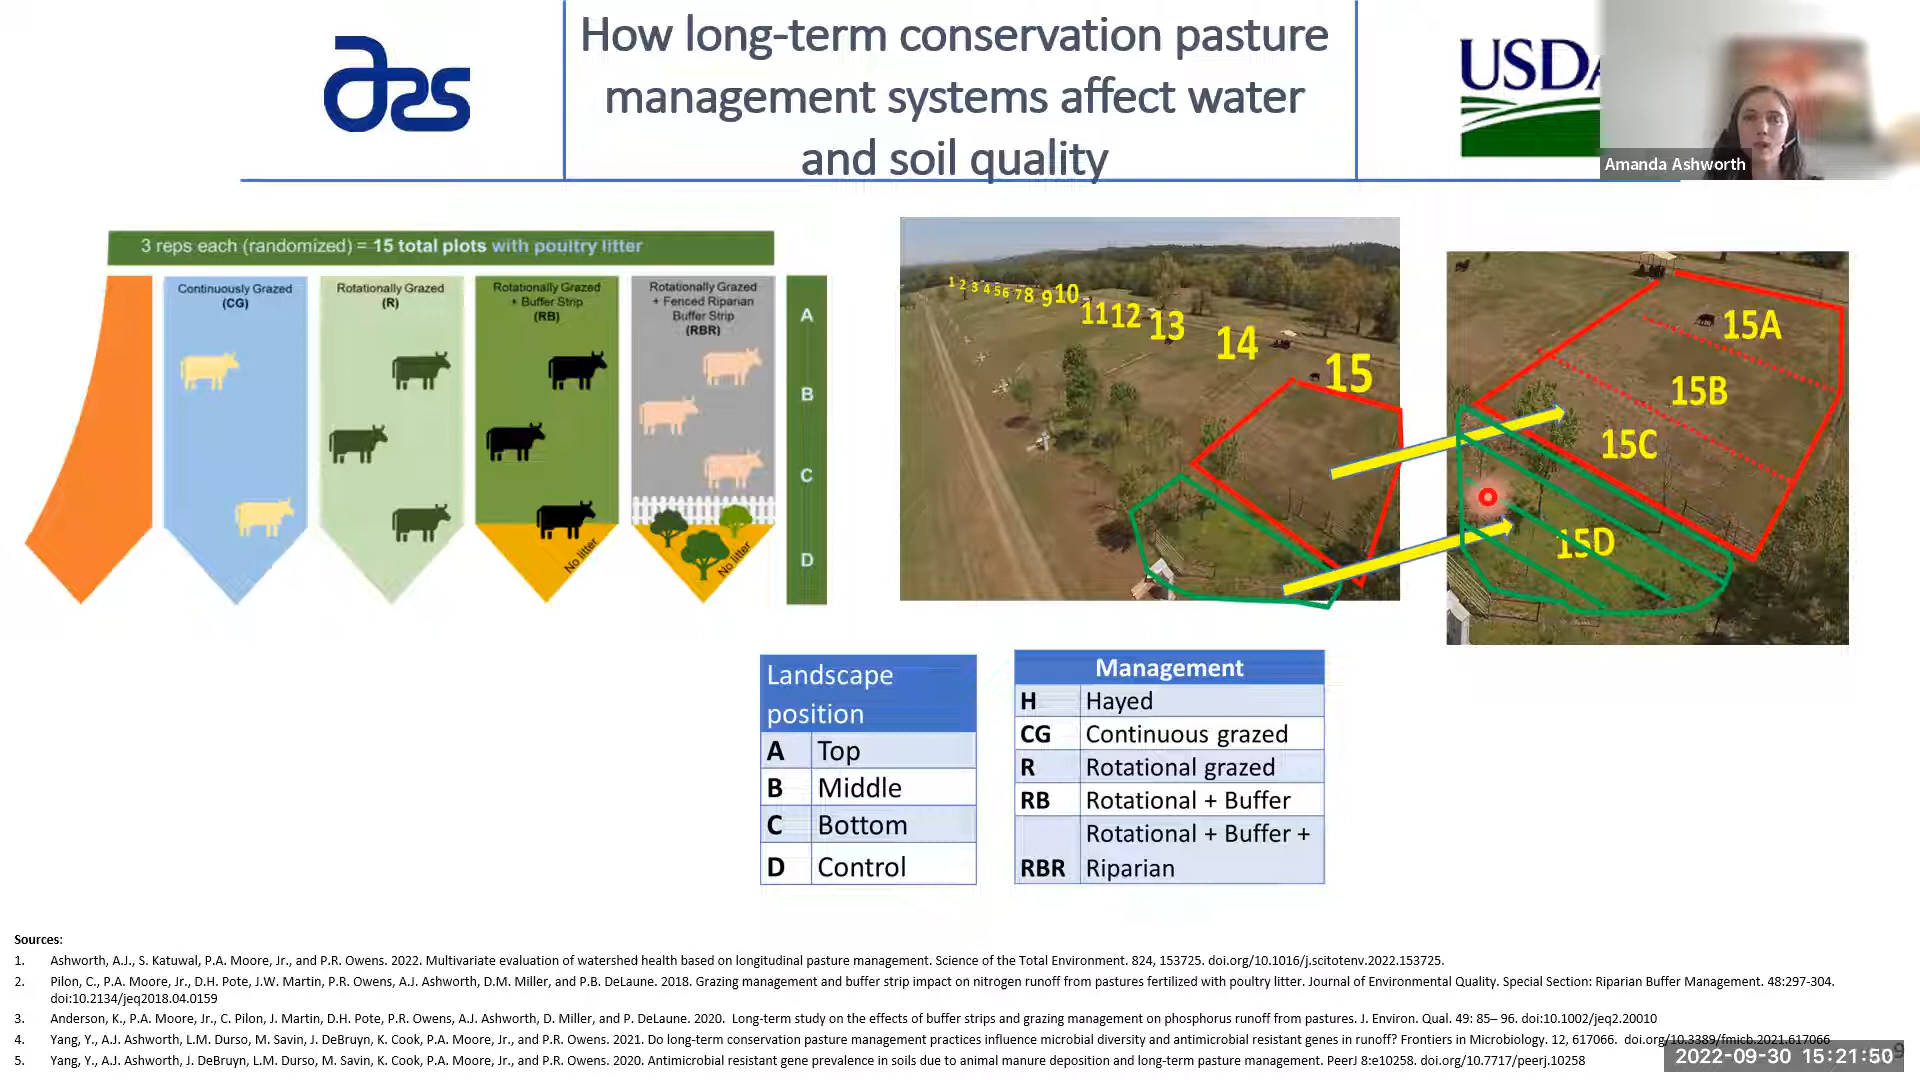 How long-term conservation pasture
management systems affect water
and soil quality
a2s
USDA
Amanda Ashworth
3 reps each (randomized) = 15 total plots with poultry litter
Continuously Grazed
(CG)
Rotationally Grazed
(R)
Rotationally Grazed
+ Buffer Strip
(RB)
No litter
Rotationally Grazed
+ Fenced Riparian
Buffer Strip
(RBR)
No litter
A
B
C
D
1 2 3 4 5 6 7 8 9 10
11 12 13 14 15
15A
15B
15C
15D
Landscape
position
A Top
B Middle
C Bottom
D Control
Management
H Hayed
CG Continuous grazed
R Rotational grazed
RB Rotational + Buffer
Rotational + Buffer +
RBR Riparian
Sources:
1. Ashworth, A.J., S. Katuwal, P.A. Moore, Jr., and P.R. Owens. 2022. Multivariate evaluation of watershed health based on longitudinal pasture management. Science of the Total Environment. 824, 153725. doi.org/10.1016/j.scitotenv.2022.153725.
2. Pilon, C., P.A. Moore, Jr., D.H. Pote, J.W. Martin, P.R. Owens, A.J. Ashworth, D.M. Miller, and P.B. DeLaune. 2018. Grazing management and buffer strip impact on nitrogen runoff from pastures fertilized with poultry litter. Journal of Environmental Quality. Special Section: Riparian Buffer Management. 48:297-304.
doi:10.2134/jeq2018.04.0159
3. Anderson, K., P.A. Moore, Jr., C. Pilon, J. Martin, D.H. Pote, P.R. Owens, A.J. Ashworth, D. Miller, and P. DeLaune. 2020. Long-term study on the effects of buffer strips and grazing management on phosphorus runoff from pastures. J. Environ. Qual. 49: 85– 96. doi:10.1002/jeq2.20010
4. Yang, Y., A.J. Ashworth, L.M. Durso, M. Savin, J. DeBruyn, K. Cook, P.A. Moore, Jr., and P.R. Owens. 2021. Do long-term conservation pasture management practices influence microbial diversity and antimicrobial resistant genes in runoff? Frontiers in Microbiology. 12, 617066. doi.org/10.3389/fmicb.2021.617066
5. Yang, Y., A.J. Ashworth, J. DeBruyn, L.M. Durso, M. Savin, K. Cook, P.A. Moore, Jr., and P.R. Owens. 2020. Antimicrobial resistant gene prevalence in soils due to animal manure deposition and long-term pasture management. PeerJ 8:e10258. doi.org/10.7717/peerj.10258
2022-09-30 15:21:50
9